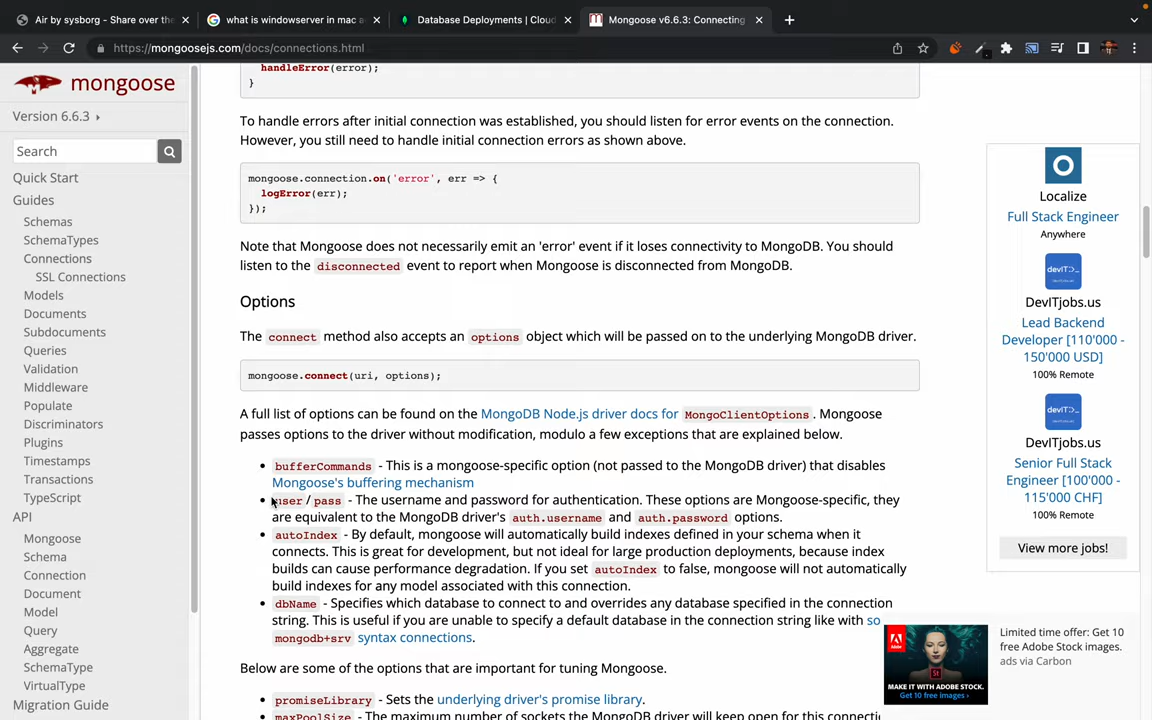 Air by sysborg - Share over the
what is windowserver in mac a
Database Deployments | Cloud
Mongoose v6.6.3: Connecting
https://mongoosejs.com/docs/connections.html
mongoose
Version 6.6.3
Search
Quick Start
Guides
Schemas
SchemaTypes
Connections
SSL Connections
Models
Documents
Subdocuments
Queries
Validation
Middleware
Populate
Discriminators
Plugins
Timestamps
Transactions
TypeScript
API
Mongoose
Schema
Connection
Document
Model
Query
Aggregate
SchemaType
VirtualType
Migration Guide
handleError(error);
}
To handle errors after initial connection was established, you should listen for error events on the connection.
However, you still need to handle initial connection errors as shown above.
mongoose.connection.on('error', err => {
logError(err);
});
Note that Mongoose does not necessarily emit an 'error' event if it loses connectivity to MongoDB. You should
listen to the disconnected event to report when Mongoose is disconnected from MongoDB.
Options
The connect method also accepts an options object which will be passed on to the underlying MongoDB driver.
mongoose.connect(uri, options);
A full list of options can be found on the MongoDB Node.js driver docs for MongoClientOptions. Mongoose
passes options to the driver without modification, modulo a few exceptions that are explained below.
• bufferCommands - This is a mongoose-specific option (not passed to the MongoDB driver) that disables
Mongoose's buffering mechanism
• user / pass - The username and password for authentication. These options are Mongoose-specific, they
are equivalent to the MongoDB driver's auth.username and auth.password options.
• autoIndex - By default, mongoose will automatically build indexes defined in your schema when it
connects. This is great for development, but not ideal for large production deployments, because index
builds can cause performance degradation. If you set autoIndex to false, mongoose will not automatically
build indexes for any model associated with this connection.
• dbName - Specifies which database to connect to and overrides any database specified in the connection
string. This is useful if you are unable to specify a default database in the connection string like with so
mongodb+srv syntax connections.
Below are some of the options that are important for tuning Mongoose.
• promiseLibrary - Sets the underlying driver's promise library.
• maxPoolSize - The maximum number of sockets the MongoDB driver will keep open for this connecti
Localize
Full Stack Engineer
Anywhere
devIT
DevITjobs.us
Lead Backend
Developer [110'000 -
150'000 USD]
100% Remote
devIT
DevITjobs.us
Senior Full Stack
Engineer [100'000 -
115'000 CHF]
100% Remote
View more jobs!
MAKE IT WITH ADOBE STOCK.
Get 10 free images ›
Limited time offer: Get 10
free Adobe Stock images.
ads via Carbon